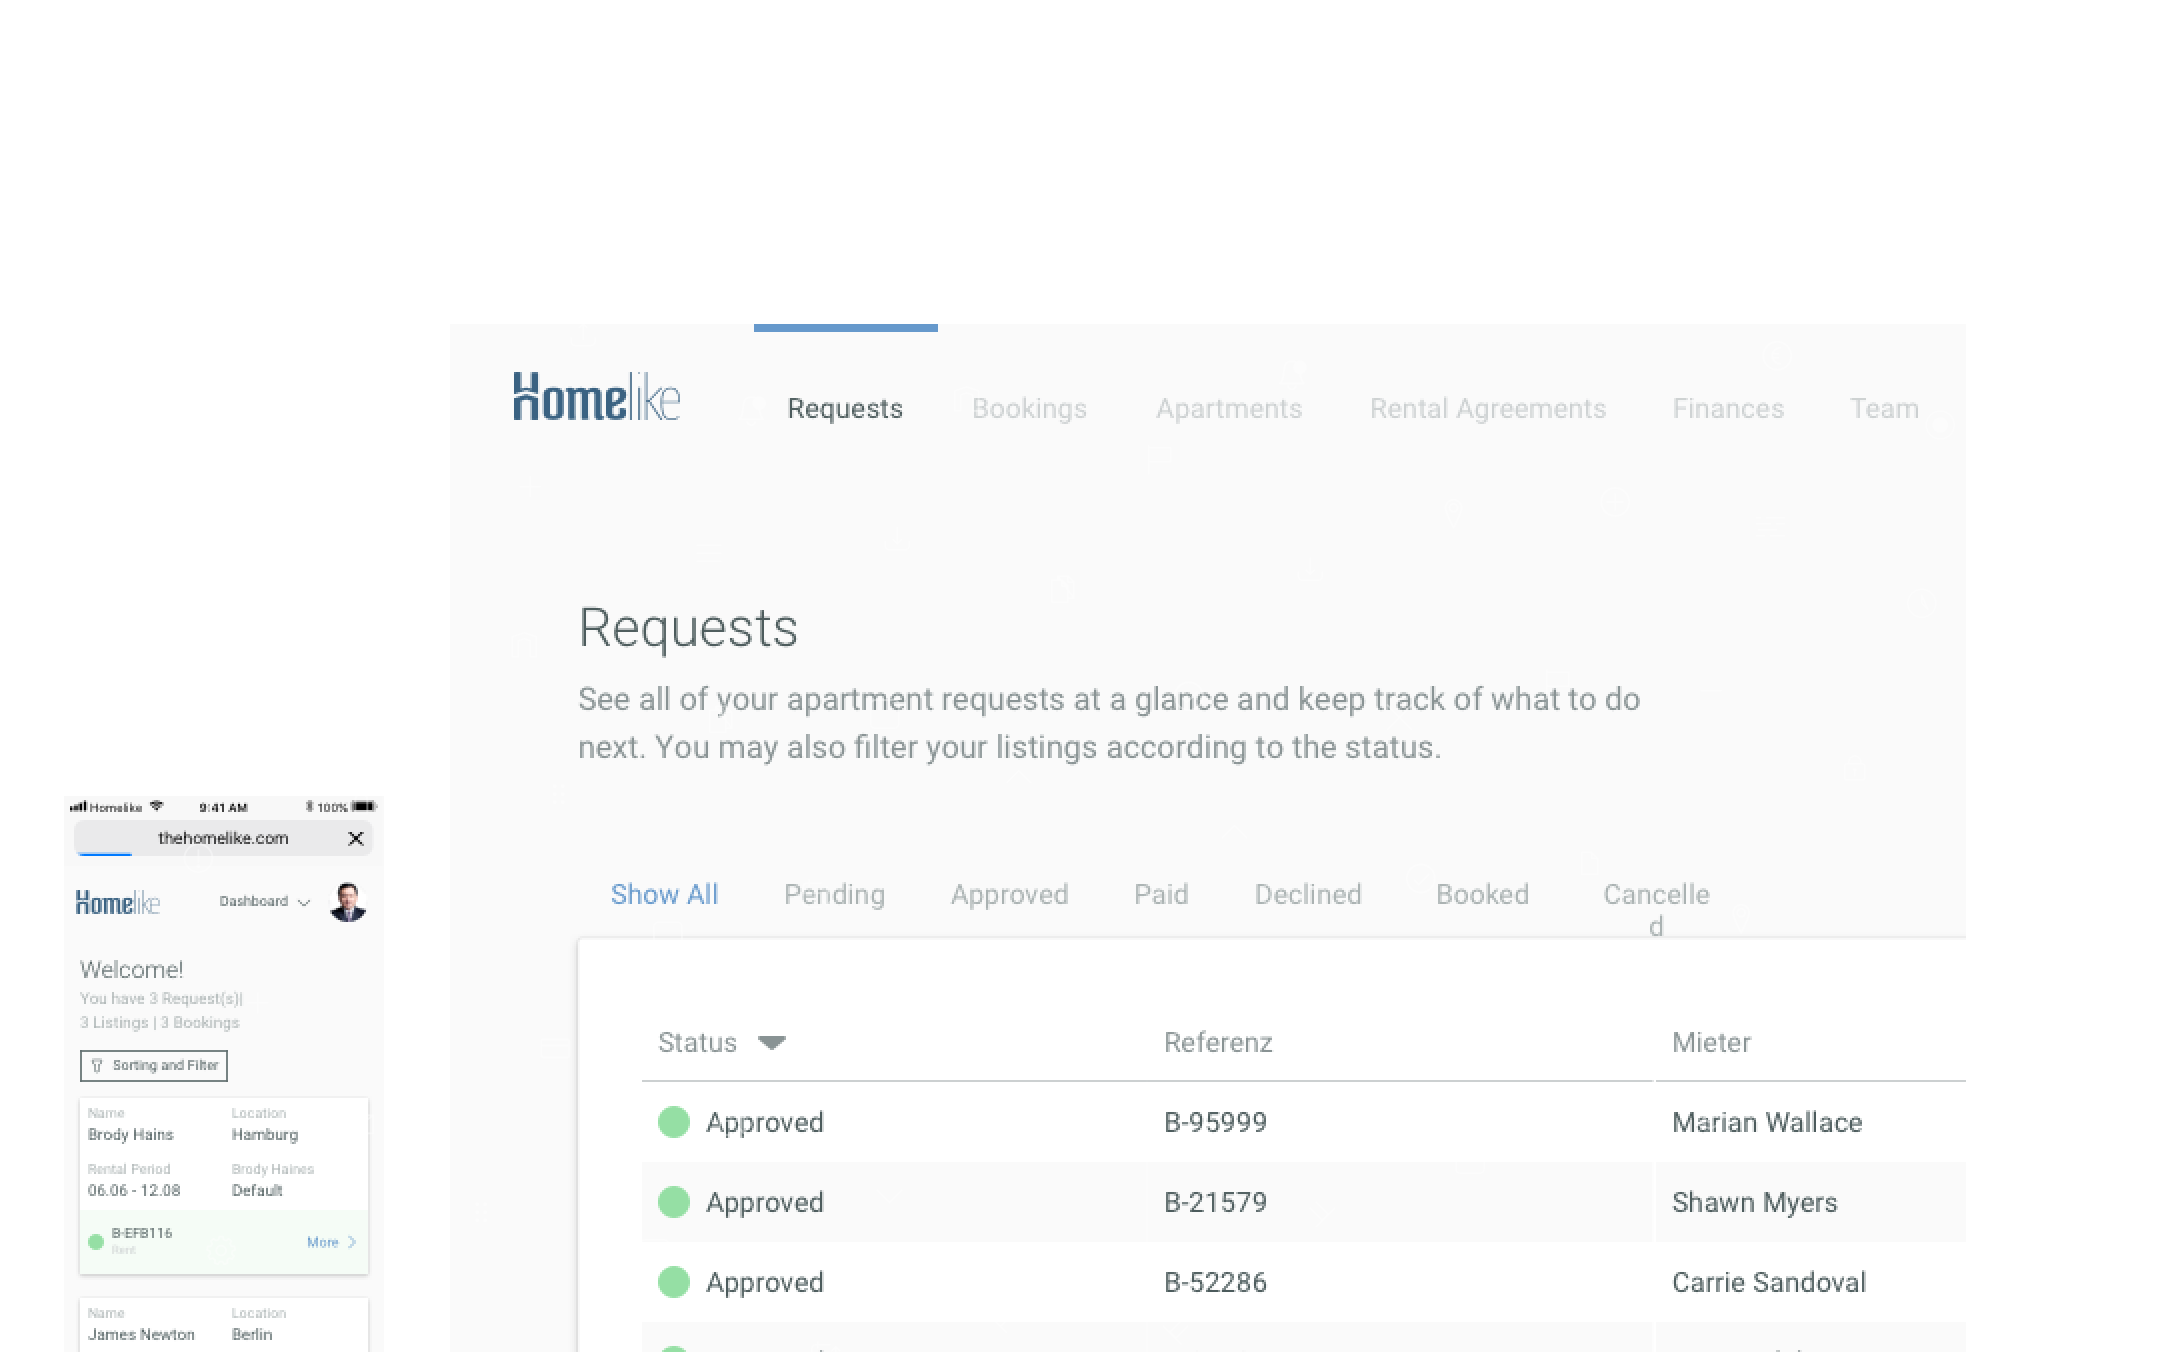 Homelike
Requests
Bookings
Apartments
Rental Agreements
Finances
Team
Requests
See all of your apartment requests at a glance and keep track of what to do
next. You may also filter your listings according to the status.
Show All
Pending
Approved
Paid
Declined
Booked
Cancelle
d
Status
Referenz
Mieter
Approved
B-95999
Marian Wallace
Approved
B-21579
Shawn Myers
Approved
B-52286
Carrie Sandoval
Homelike
9:41 AM
100%
thehomelike.com
Homelike
Dashboard
Welcome!
You have 3 Request(s)|
3 Listings | 3 Bookings
Sorting and Filter
Name
Location
Brody Hains
Hamburg
Rental Period
Brody Haines
06.06 - 12.08
Default
B-EFB116
Rent
More
Name
Location
James Newton
Berlin